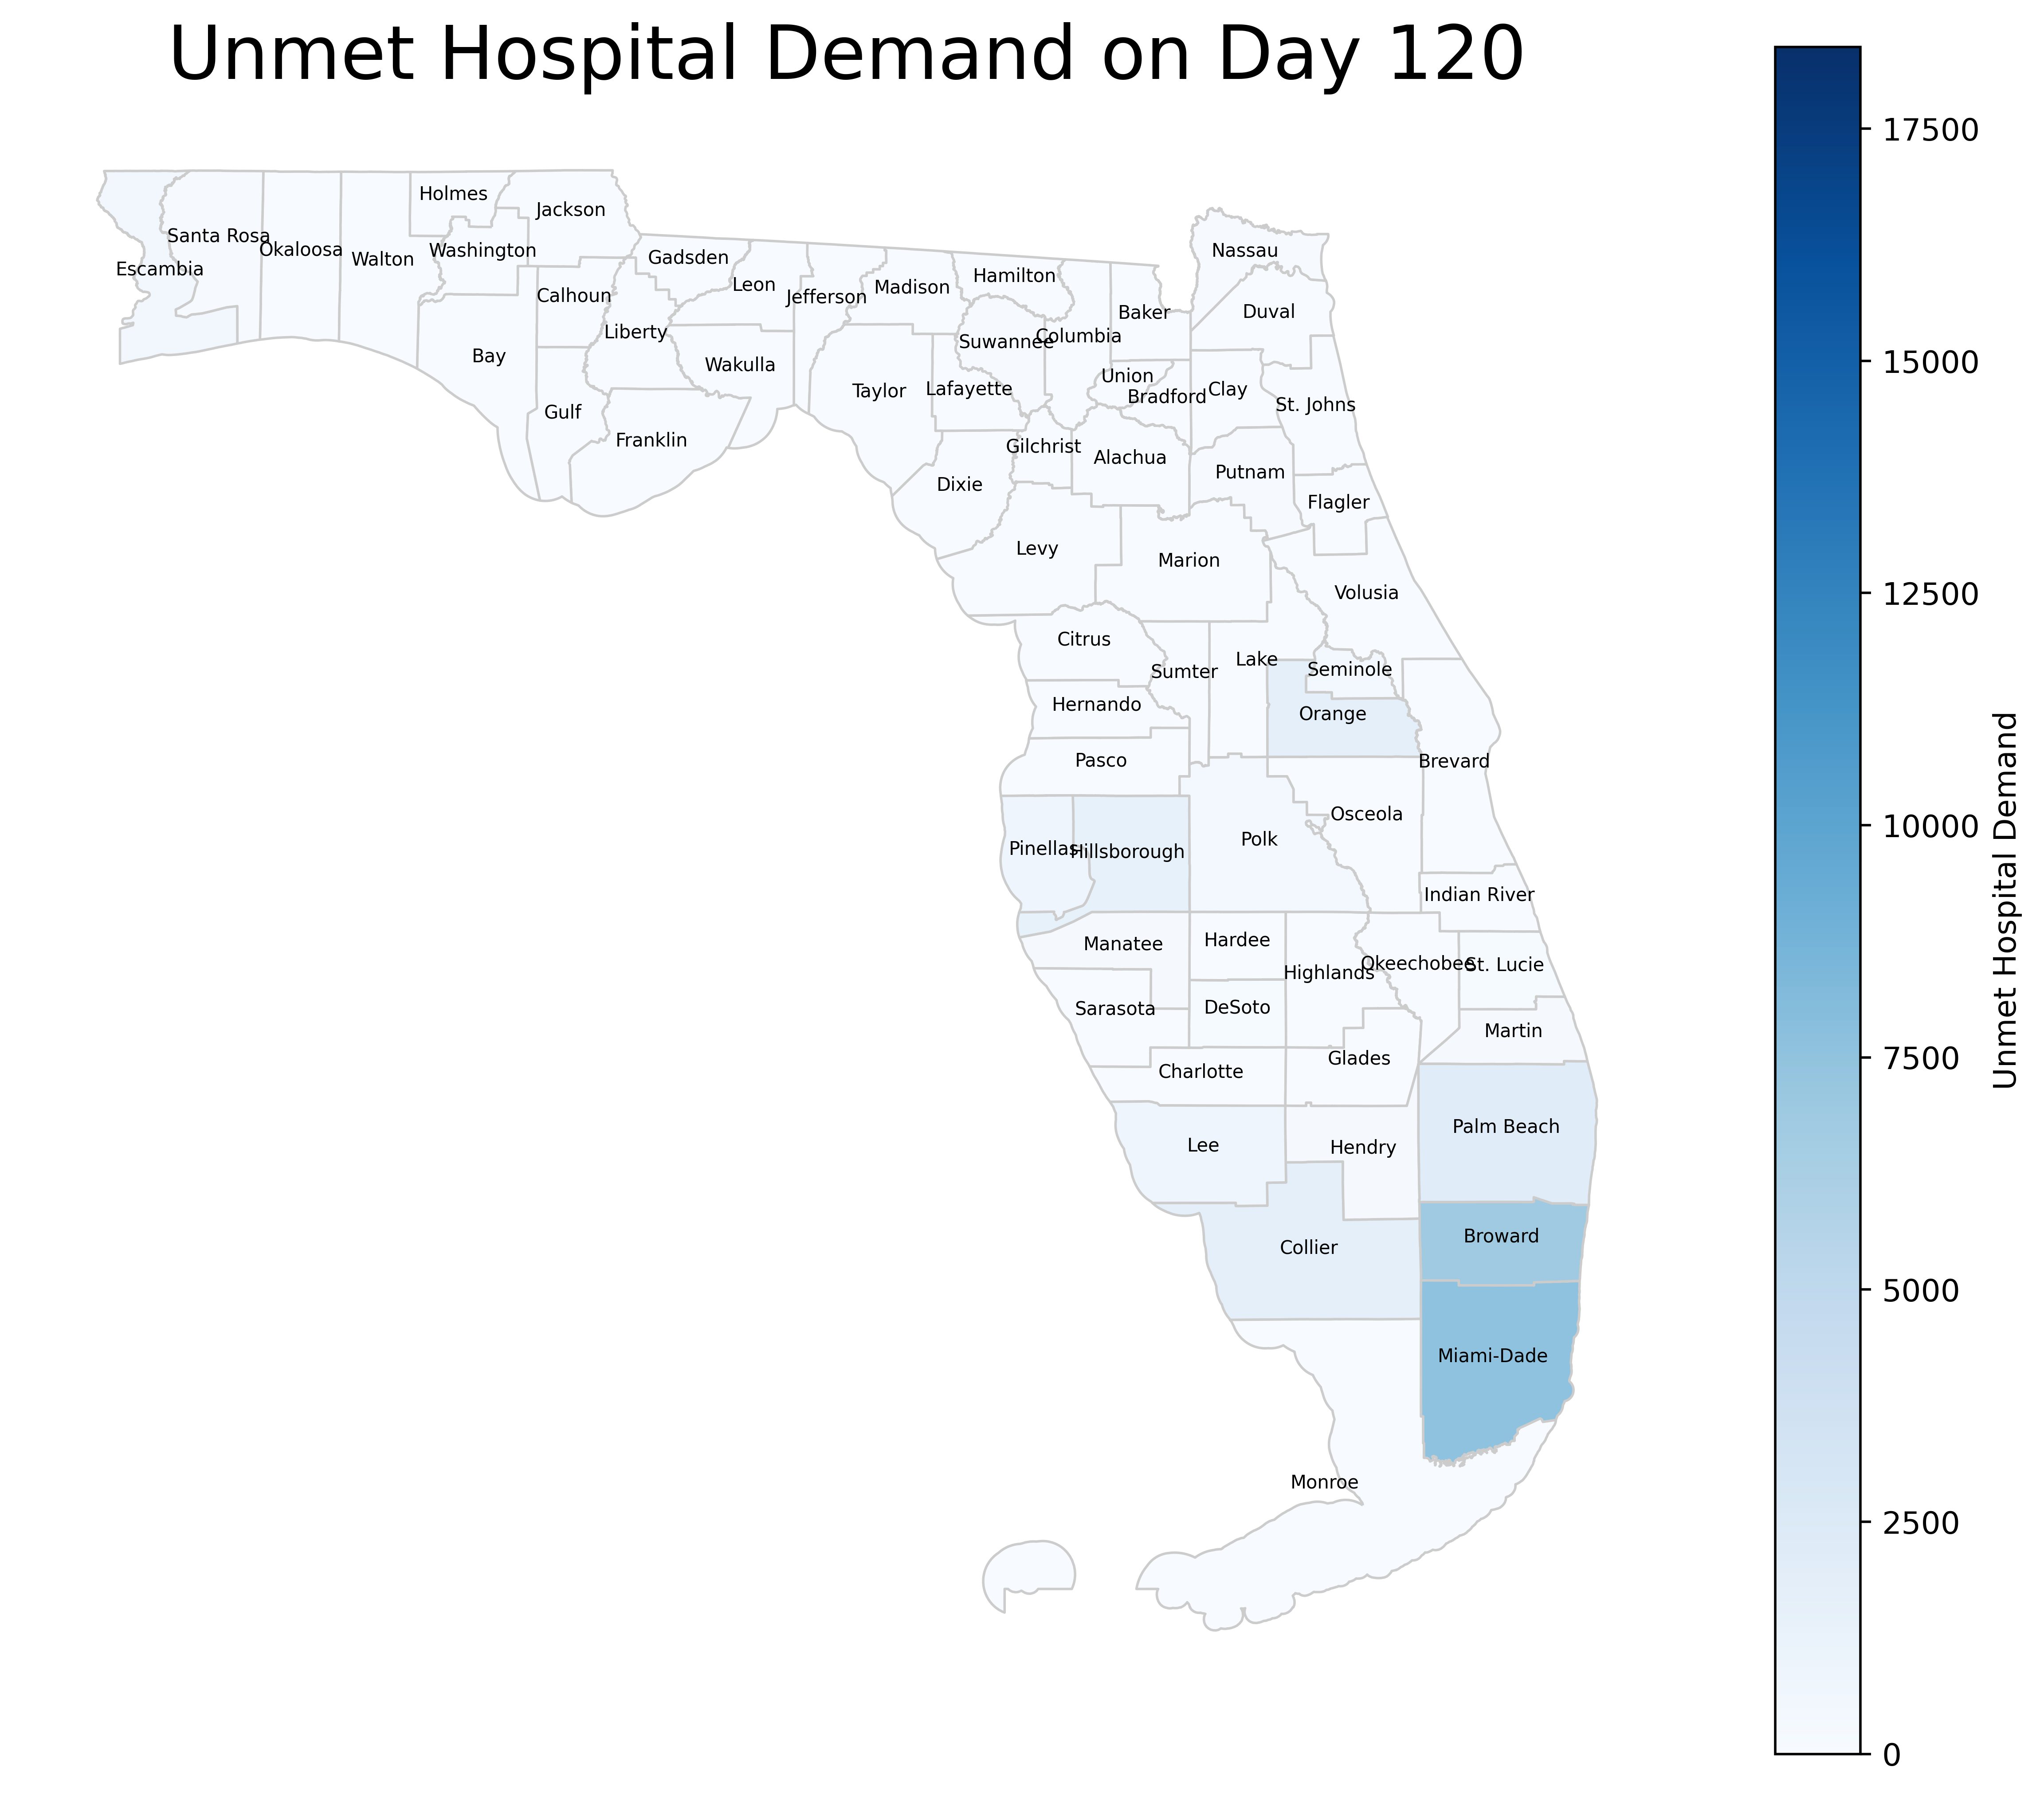 Unmet Hospital Demand on Day 120
Holmes
Jackson
Santa Rosa
Okaloosa
Walton
Washington
Escambia
Calhoun
Bay
Gulf
Gadsden
Leon
Jefferson
Madison
Hamilton
Liberty
Wakulla
Franklin
Taylor
Lafayette
Suwannee
Columbia
Baker
Nassau
Duval
Union
Bradford
Clay
St. Johns
Gilchrist
Alachua
Putnam
Dixie
Flagler
Levy
Marion
Volusia
Citrus
Sumter
Lake
Seminole
Hernando
Orange
Pasco
Brevard
Osceola
Pinellas
Hillsborough
Polk
Indian River
Manatee
Hardee
Highlands
Okeechobee
St. Lucie
Sarasota
DeSoto
Martin
Charlotte
Glades
Lee
Hendry
Palm Beach
Collier
Broward
Miami-Dade
Monroe
17500
15000
12500
10000
7500
5000
2500
0
Unmet Hospital Demand